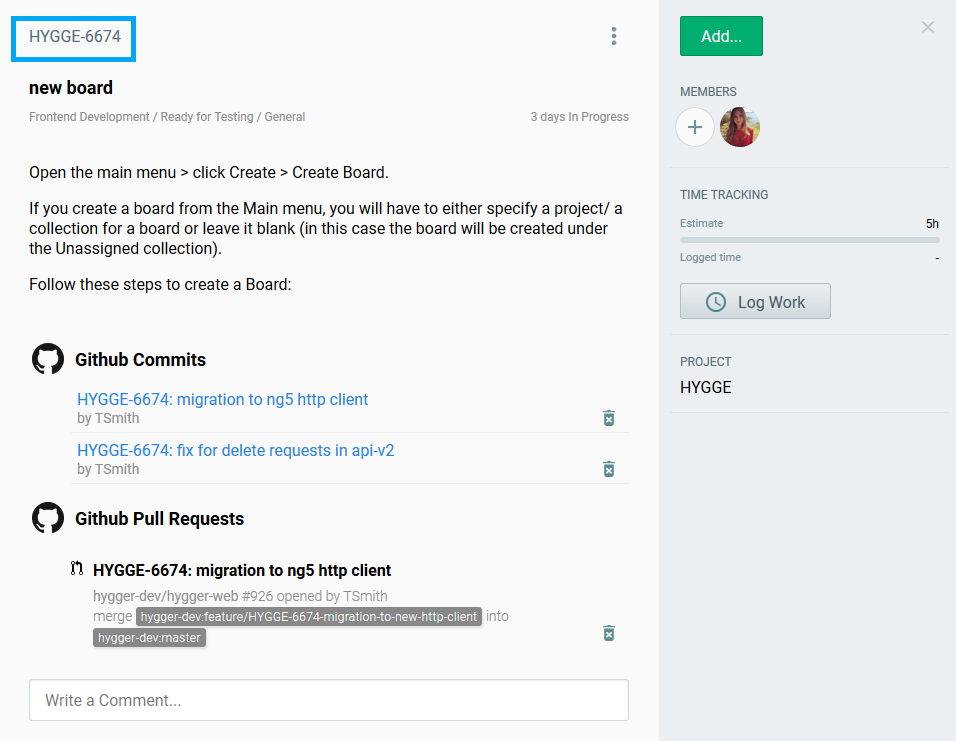 HYGGE-6674
new board
Frontend Development / Ready for Testing / General
3 days In Progress
Open the main menu > click Create > Create Board.
If you create a board from the Main menu, you will have to either specify a project/ a
collection for a board or leave it blank (in this case the board will be created under
the Unassigned collection).
Follow these steps to create a Board:
Github Commits
HYGGE-6674: migration to ng5 http client
by TSmith
HYGGE-6674: fix for delete requests in api-v2
by TSmith
Github Pull Requests
HYGGE-6674: migration to ng5 http client
hygger-dev/hygger-web #926 opened by TSmith
merge hygger-dev:feature/HYGGE-6674-migration-to-new-http-client into
hygger-dev:master
Write a Comment...
Add...
MEMBERS
TIME TRACKING
Estimate 5h
Logged time -
Log Work
PROJECT
HYGGE